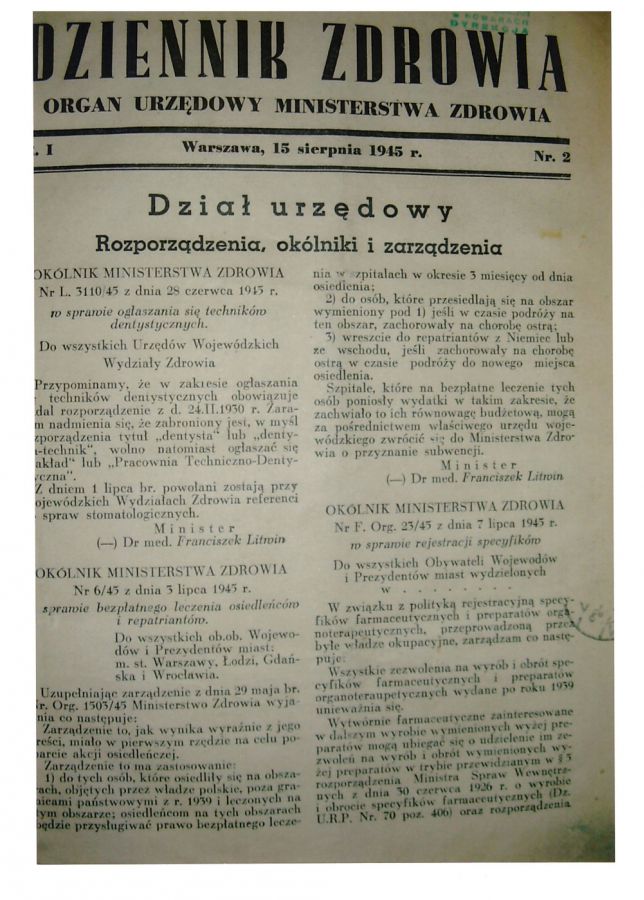 W KOWARACH
DYREKCJA
DZIENNIK ZDROWIA
ORGAN URZĘDOWY MINISTERSTWA ZDROWIA
. I
Warszawa, 15 sierpnia 1945 r.
Nr. 2
Dział urzędowy
Rozporządzenia, okólniki i zarządzenia
OKÓLNIK MINISTERSTWA ZDROWIA
Nr L. 3110/45 z dnia 28 czerwca 1945 r.
w sprawie ogłaszania się techników
dentystycznych.
Do wszystkich Urzędów Wojewódzkich
Wydziały Zdrowia
Przypominamy, że w zakresie ogłaszania
techników dentystycznych obowiązuje
dal rozporządzenie z d. 24.II.1930 r. Zara-
m nadmienia się, że zabroniony jest, w myśl
zporządzenia tytuł „dentysta" lub „denty-
a-technik", wolno natomiast ogłaszać się
akład" lub „Pracownia Techniczno-Denty-
yczna".
Z dniem 1 lipca br. powołani zostają przy
ojewódzkich Wydziałach Zdrowia referenci
spraw stomatologicznych.
Minister
(—) Dr med. Franciszek Litwin
OKÓLNIK MINISTERSTWA ZDROWIA
Nr 6/45 z dnia 3 lipca 1945 r.
sprawie bezpłatnego leczenia osiedleńców
i repatriantów.
Do wszystkich ob.ob. Wojewo-
dów i Prezydentów miast:
m. st. Warszawy, Łodzi, Gdań-
ska i Wrocławia.
Uzupełniając zarządzenie z dnia 29 maja br.
Nr. Org. 1503/45 Ministerstwo Zdrowia wyja-
nia co następuje:
Zarządzenie to, jak wynika wyraźnie z jego
reści, miało w pierwszym rzędzie na celu po-
arcie akcji osiedleńczej.
Zarządzenie to ma zastosowanie:
1) do tych osób, które osiedliły się na obsza-
rach, objętych przez władze polskie, poza gra-
nicami państwowymi z r. 1939 i leczonych na
tym obszarze; osiedleńcom na tych obszarach
będzie przysługiwać prawo bezpłatnego lecze-
nia w szpitalach w okresie 3 miesięcy od dnia
osiedlenia;
2) do osób, które przesiedlają się na obszar
wymieniony pod 1) jeśli w czasie podróży na
ten obszar, zachorowały na chorobę ostrą;
3) wreszcie do repatriantów z Niemiec lub
ze wschodu, jeśli zachorowały na chorobę
ostrą w czasie podróży do nowego miejsca
osiedlenia.
Szpitale, które na bezpłatne leczenie tych
osób poniosły wydatki w takim zakresie, że
zachwiało to ich równowagę budżetową, mogą
za pośrednictwem właściwego urzędu woje-
wódzkiego zwrócić się do Ministerstwa Zdro-
wia o przyznanie subwencji.
Minister
(—) Dr med. Franciszek Litwin
OKÓLNIK MINISTERSTWA ZDROWIA
Nr F. Org. 23/45 z dnia 7 lipca 1945 r.
w sprawie rejestracji specyfików
Do wszystkich Obywateli Wojewodów
i Prezydentów miast wydzielonych
w . . . . . . . .
W związku z polityką rejestracyjną specy-
fików farmaceutycznych i preparatów orga-
noterapeutycznych, przeprowadzoną przez
byłe władze okupacyjne, zarządzam co nastę-
puje:
Wszystkie zezwolenia na wyrób i obrót spe-
cyfików farmaceutycznych i preparatów
organoteraupetycznych wydane po roku 1939
unieważnia się.
Wytwórnie farmaceutyczne zainteresowane
w dalszym wyrobie wymienionych wyżej pre-
paratów mogą ubiegać się o udzielenie im ze-
zwoleń na wyrób i obrót wymienionych wy-
żej preparatów w trybie przewidzianym w § 3
rozporządzenia Ministra Spraw Wewnętrz-
nych z dnia 30 czerwca 1926 r. o wyrobie
i obrocie specyfików farmaceutycznych (Dz.
U.R.P. Nr. 70 poz. 406) oraz rozporządzenia